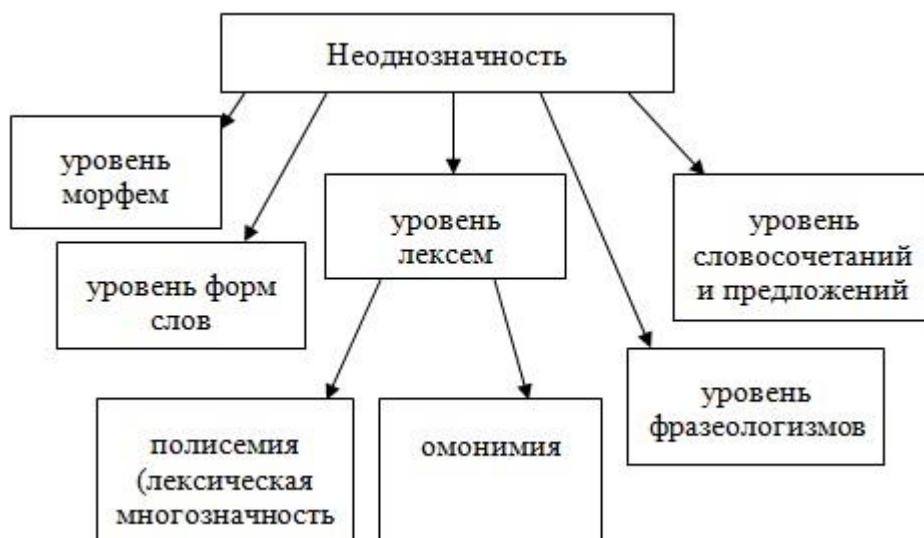 Неоднозначность
уровень
морфем
уровень форм
слов
уровень
лексем
уровень
словосочетаний
и предложений
уровень
фразеологизмов
полисемия
(лексическая
многозначность
омонимия